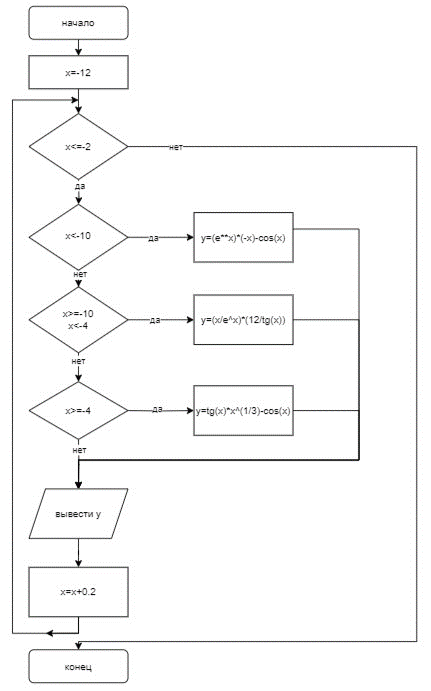 начало
x=-12
x<=-2
нет
да
x<-10
да
y=(e**x)*(-x)-cos(x)
нет
x>=-10
x<-4
да
y=(x/e^x)*(12/tg(x))
нет
x>=-4
да
y=tg(x)*x^(1/3)-cos(x)
нет
вывести y
x=x+0.2
конец